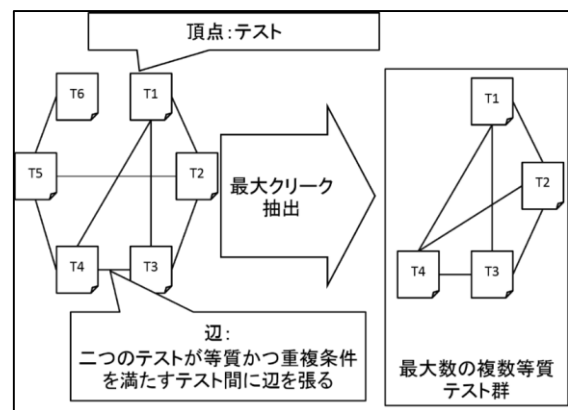 頂点:テスト
T6
T1
T5
T2
T4
T3
最大クリーク
抽出
辺:
二つのテストが等質かつ重複条件
を満たすテスト間に辺を張る
T1
T2
T4
T3
最大数の複数等質
テスト群